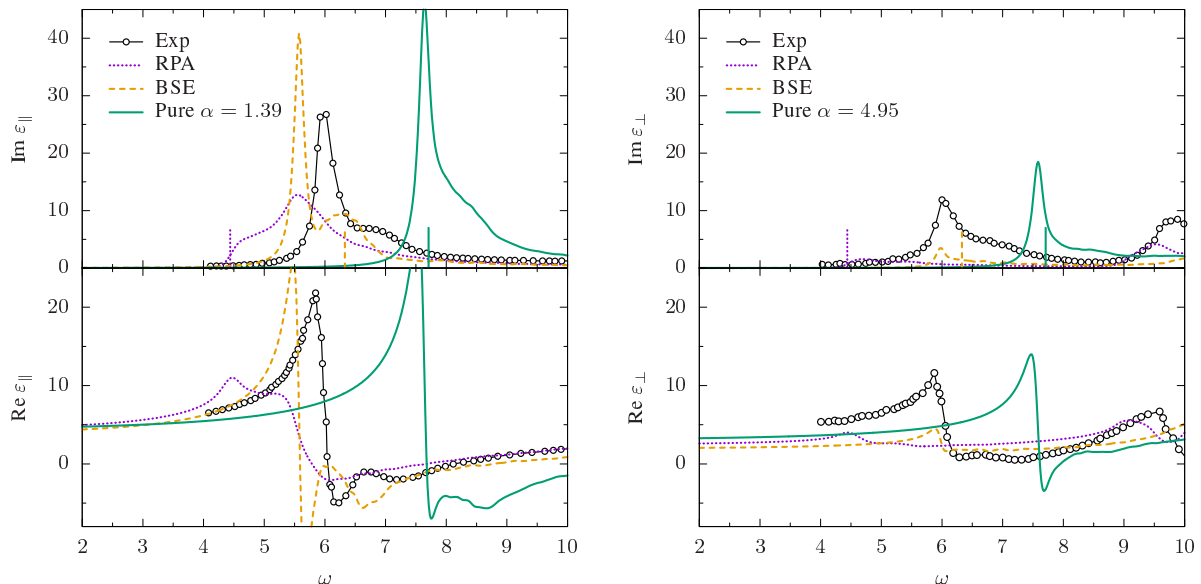 40
30
20
10
0
Im ε∥
Exp
RPA
BSE
Pure α = 1.39
20
10
0
Re ε∥
2 3 4 5 6 7 8 9 10
ω
40
30
20
10
0
Im ε⊥
Exp
RPA
BSE
Pure α = 4.95
20
10
0
Re ε⊥
2 3 4 5 6 7 8 9 10
ω